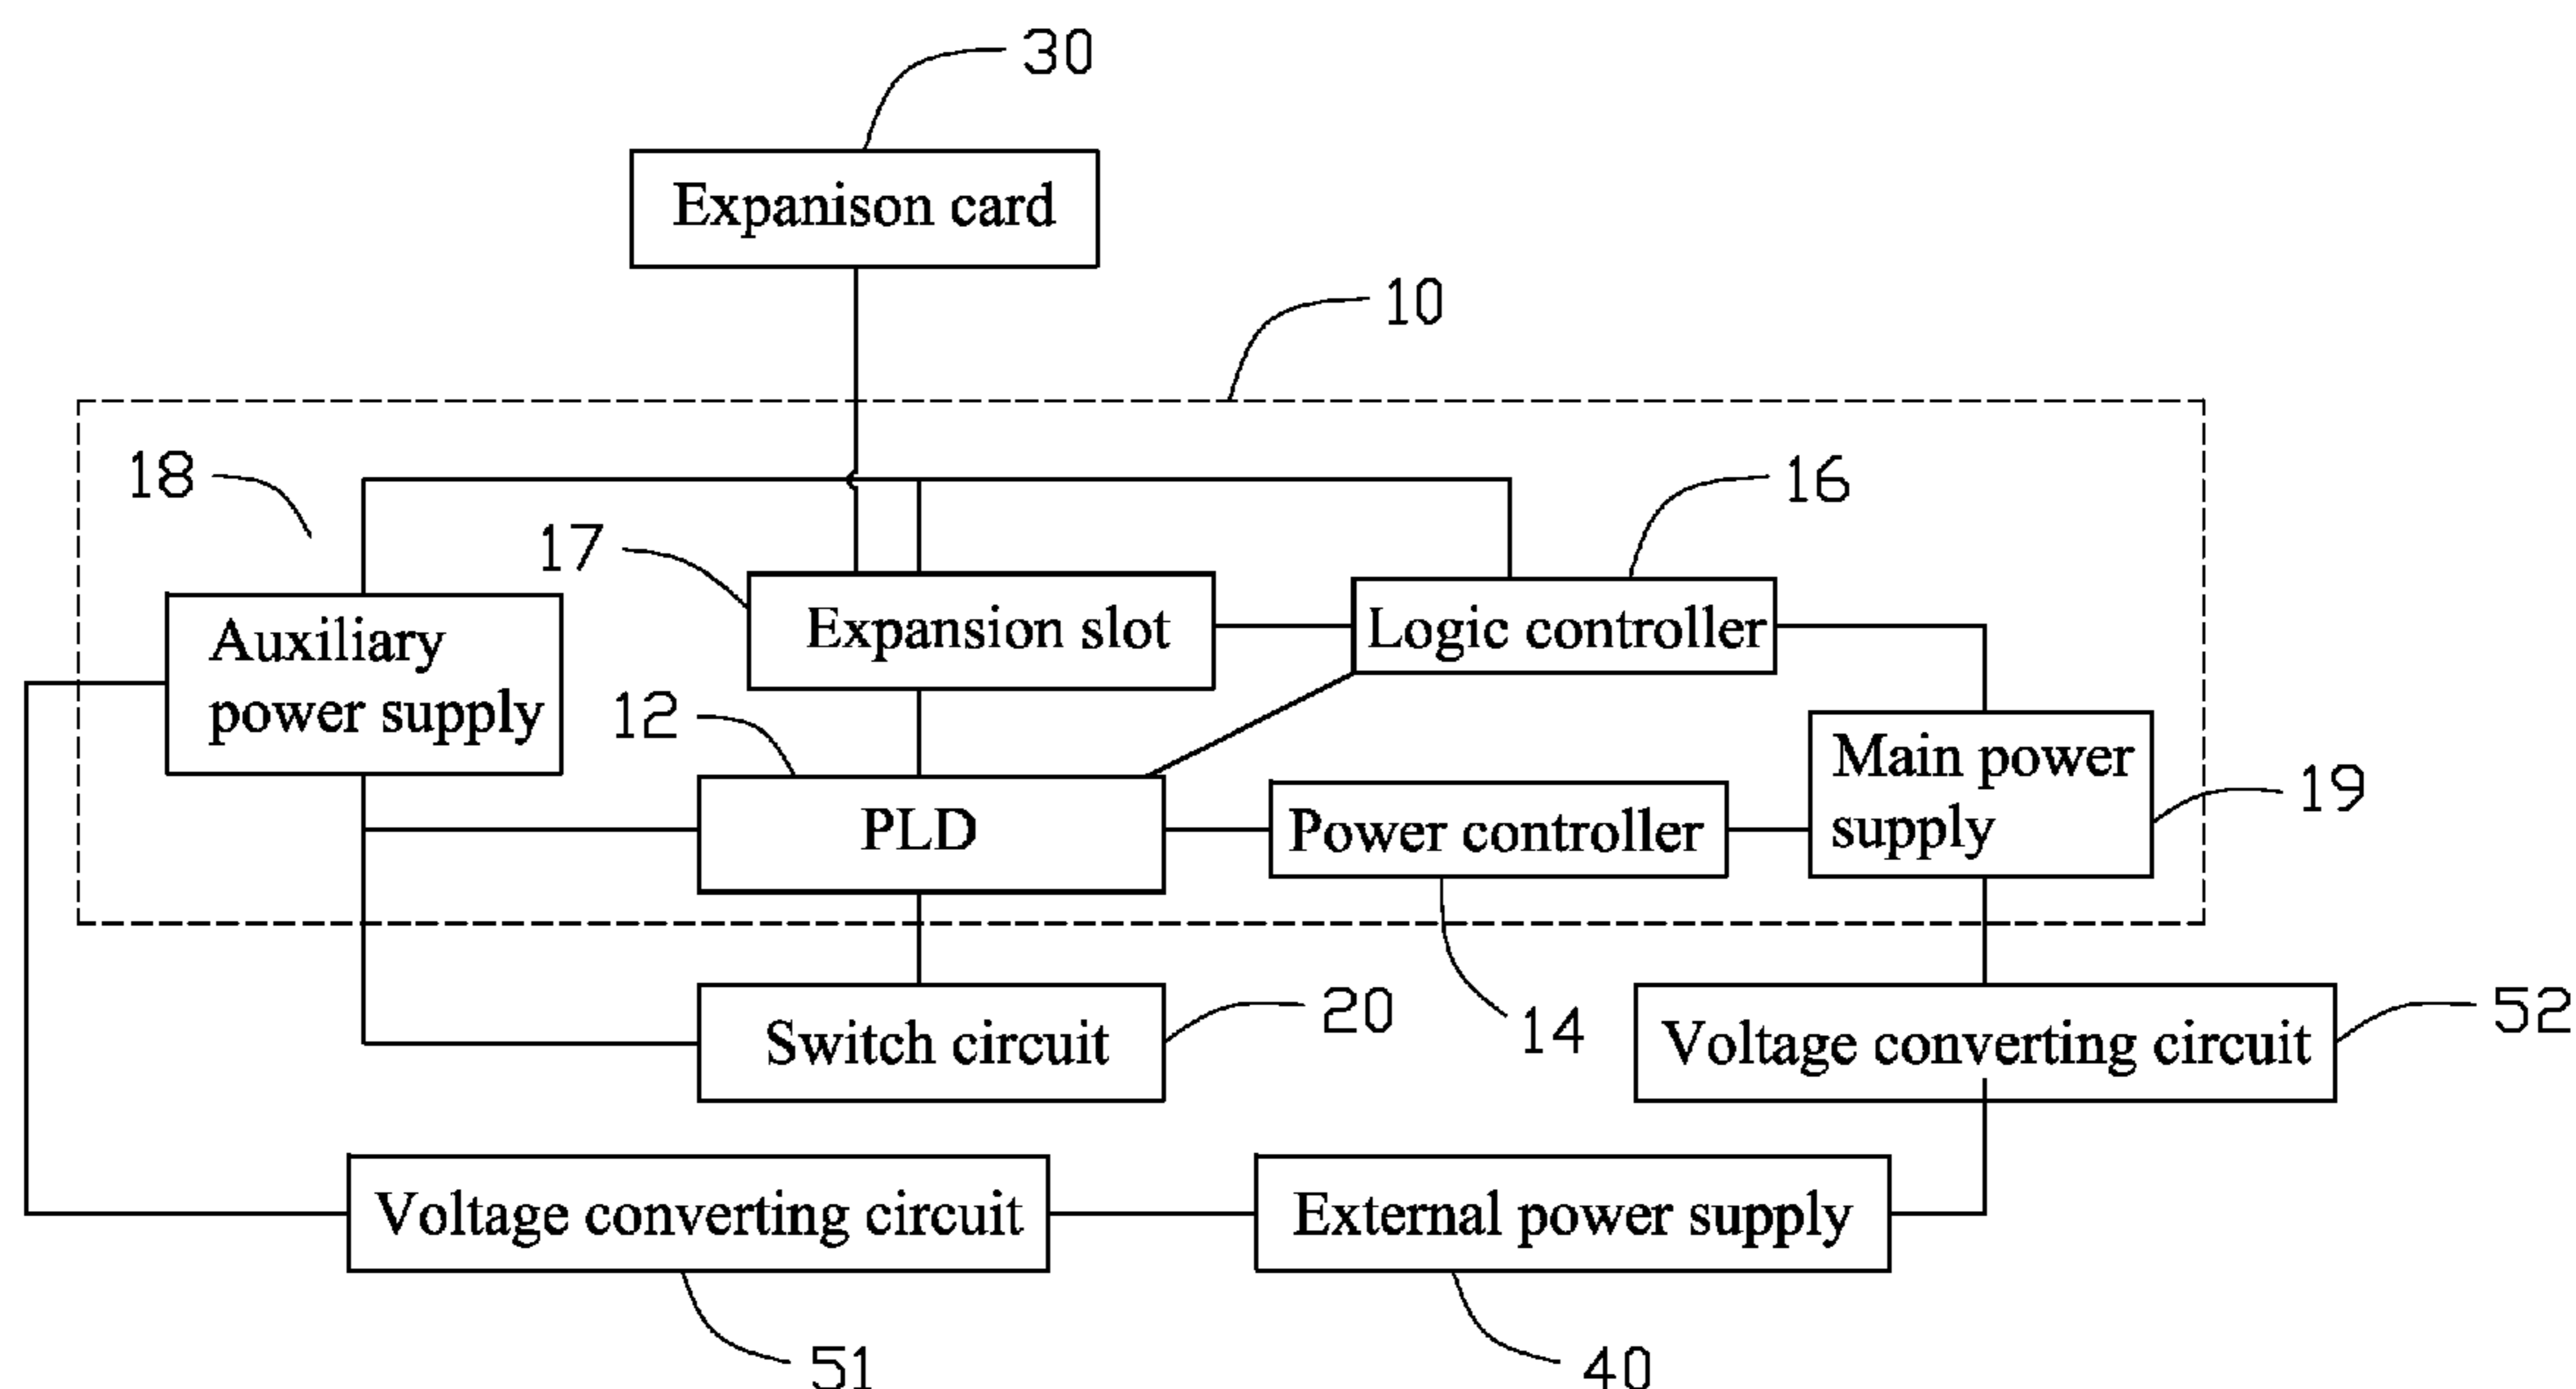 30
Expanison card
10
18
16
17
Expansion slot
Logic controller
Auxiliary
power supply
12
Main power
supply
19
PLD
Power controller
20
14
52
Switch circuit
Voltage converting circuit
Voltage converting circuit
External power supply
51
40